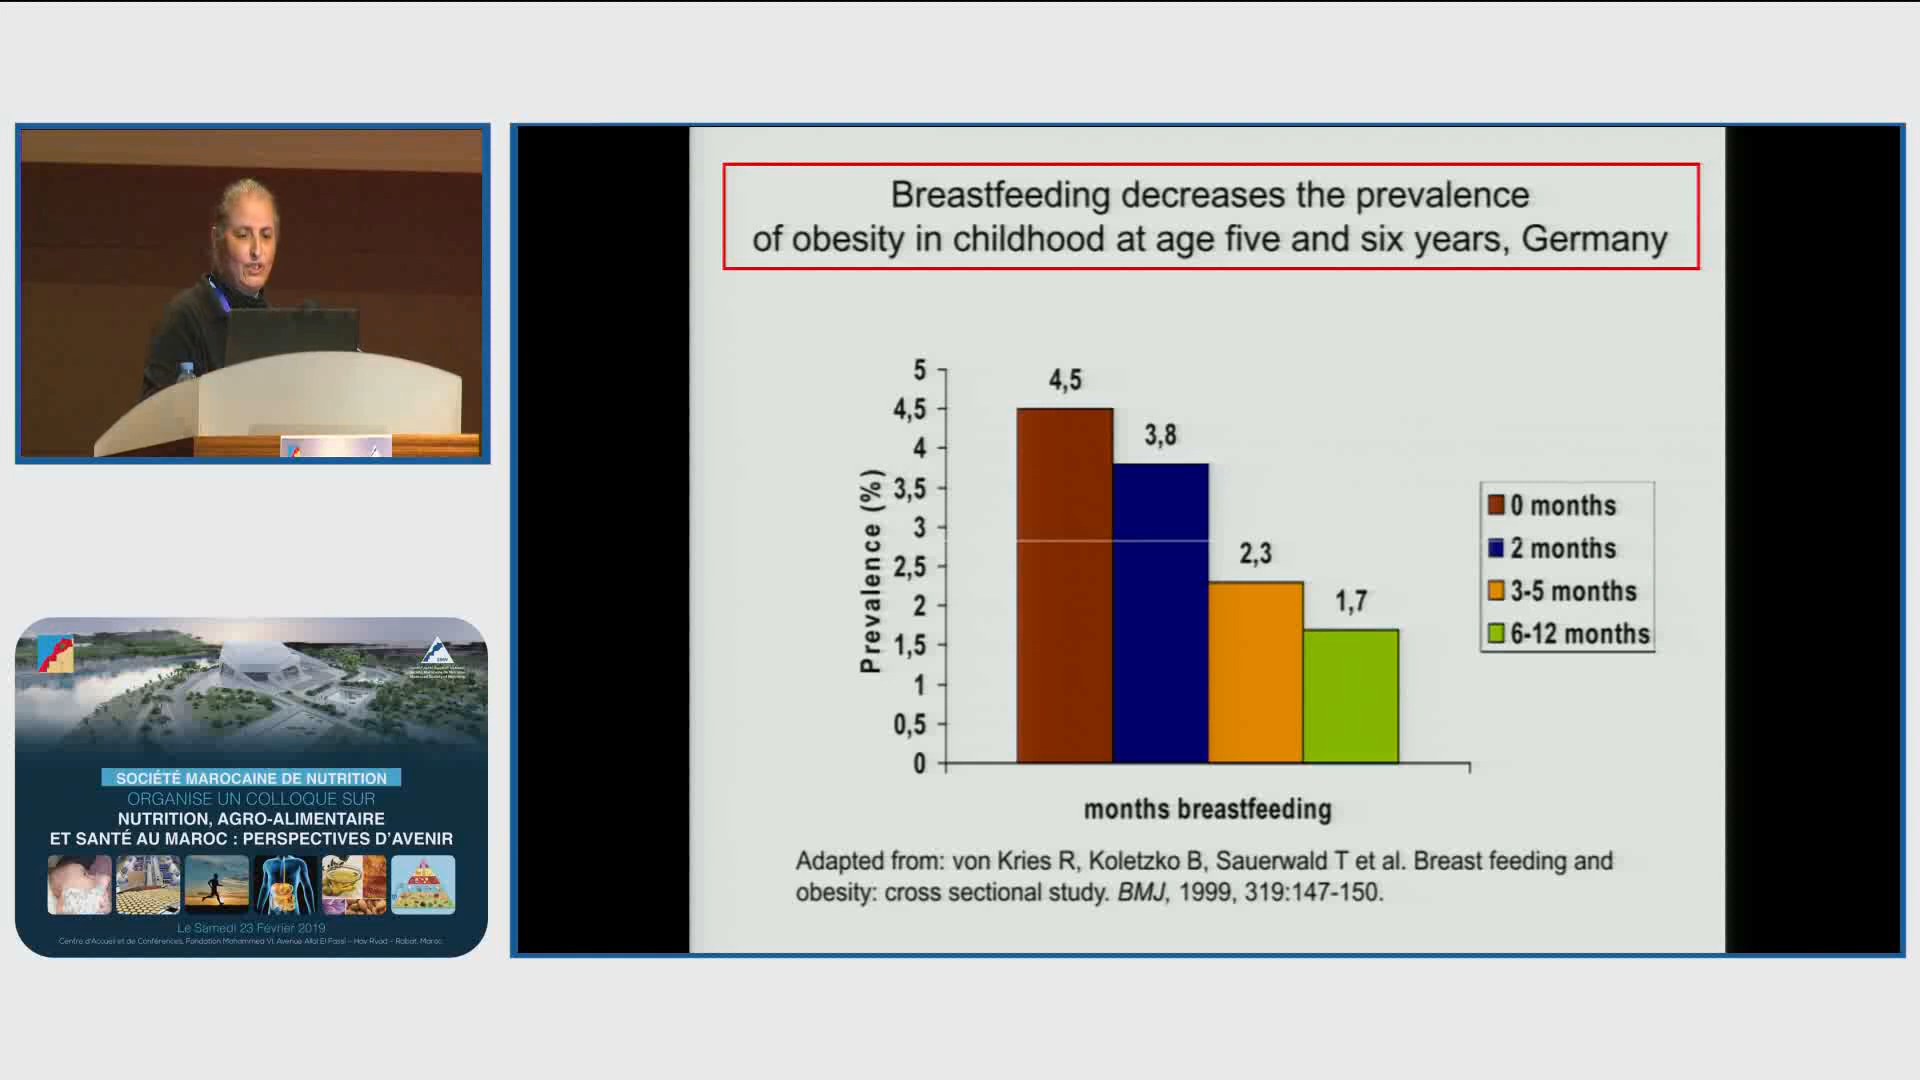 Breastfeeding decreases the prevalence
of obesity in childhood at age five and six years, Germany
5
4,5
4
3,5
3
2,5
2
1,5
1
0,5
0
Prevalence (%)
4,5
3,8
2,3
1,7
months breastfeeding
0 months
2 months
3-5 months
6-12 months
Adapted from: von Kries R, Koletzko B, Sauerwald T et al. Breast feeding and
obesity: cross sectional study. BMJ, 1999, 319:147-150.
SOCIÉTÉ MAROCAINE DE NUTRITION
ORGANISE UN COLLOQUE SUR
NUTRITION, AGRO-ALIMENTAIRE
ET SANTÉ AU MAROC : PERSPECTIVES D'AVENIR
Le Samedi 23 Février 2019
Centre d'Accueil et de Conférences, Fondation Mohammed VI, Avenue Allal El Fassi - Hay Ryad - Rabat, Maroc